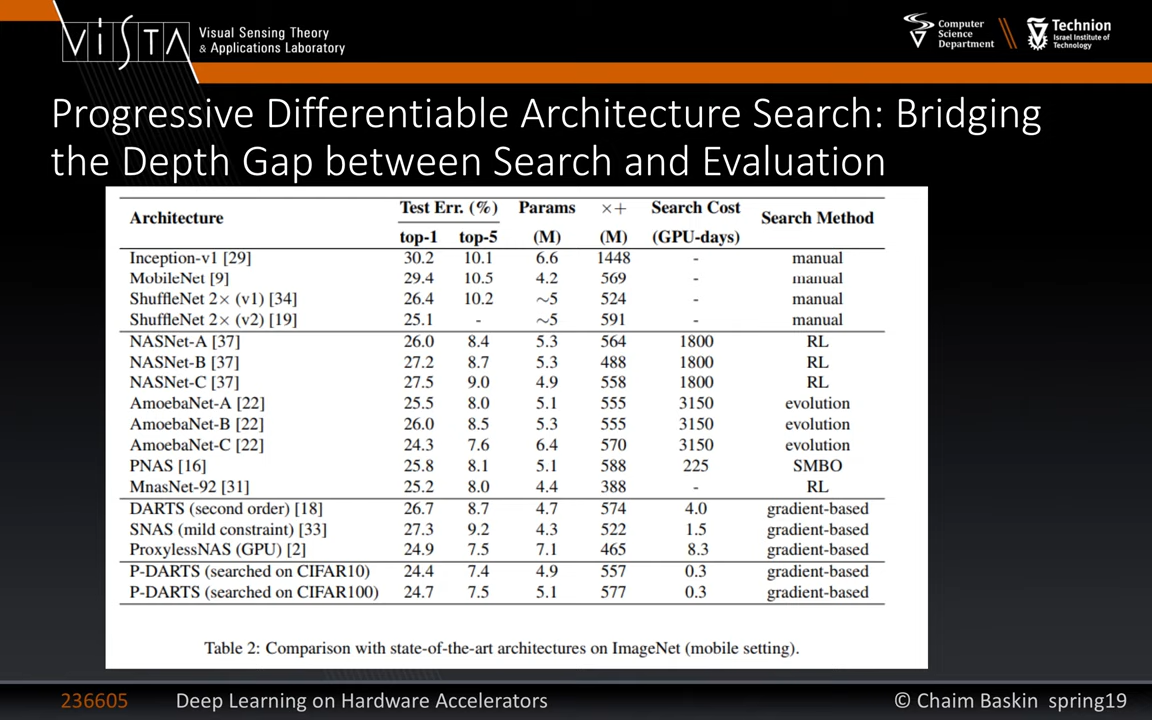 ViSTA Visual Sensing Theory
& Applications Laboratory
Computer
Science
Department
Technion
Israel Institute of
Technology
Progressive Differentiable Architecture Search: Bridging
the Depth Gap between Search and Evaluation
Architecture Test Err. (%) Params ×+ Search Cost Search Method
top-1 top-5 (M) (M) (GPU-days)
Inception-v1 [29] 30.2 10.1 6.6 1448 - manual
MobileNet [9] 29.4 10.5 4.2 569 - manual
ShuffleNet 2× (v1) [34] 26.4 10.2 ~5 524 - manual
ShuffleNet 2× (v2) [19] 25.1 - ~5 591 - manual
NASNet-A [37] 26.0 8.4 5.3 564 1800 RL
NASNet-B [37] 27.2 8.7 5.3 488 1800 RL
NASNet-C [37] 27.5 9.0 4.9 558 1800 RL
AmoebaNet-A [22] 25.5 8.0 5.1 555 3150 evolution
AmoebaNet-B [22] 26.0 8.5 5.3 555 3150 evolution
AmoebaNet-C [22] 24.3 7.6 6.4 570 3150 evolution
PNAS [16] 25.8 8.1 5.1 588 225 SMBO
MnasNet-92 [31] 25.2 8.0 4.4 388 - RL
DARTS (second order) [18] 26.7 8.7 4.7 574 4.0 gradient-based
SNAS (mild constraint) [33] 27.3 9.2 4.3 522 1.5 gradient-based
ProxylessNAS (GPU) [2] 24.9 7.5 7.1 465 8.3 gradient-based
P-DARTS (searched on CIFAR10) 24.4 7.4 4.9 557 0.3 gradient-based
P-DARTS (searched on CIFAR100) 24.7 7.5 5.1 577 0.3 gradient-based
Table 2: Comparison with state-of-the-art architectures on ImageNet (mobile setting).
236605 Deep Learning on Hardware Accelerators © Chaim Baskin spring19